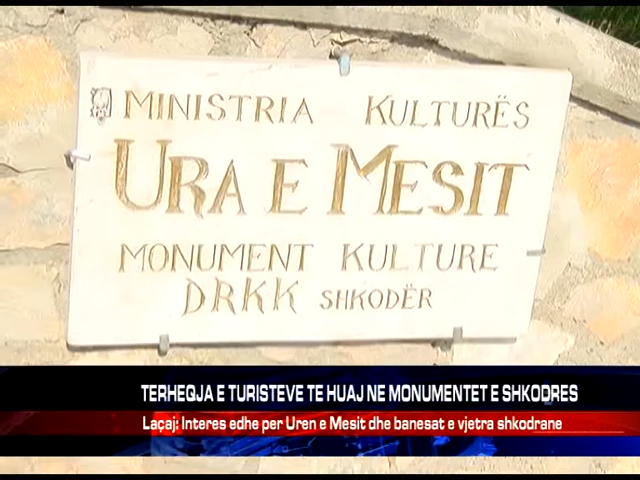 MINISTRIA KULTURËS
URA E MESIT
MONUMENT KULTURE
DRKK SHKODËR
TERHEQJA E TURISTEVE TE HUAJ NE MONUMENTET E SHKODRES
Laçaj: Interes edhe per Uren e Mesit dhe banesat e vjetra shkodrane